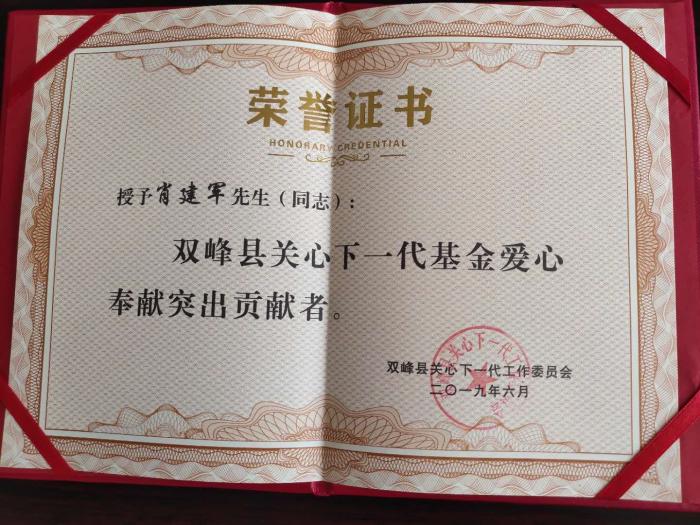 荣誉证书
HONORARY CREDENTIAL
授予肖建军先生（同志）：
双峰县关心下一代基金爱心
奉献突出贡献者。
双峰县关心下一代工作委员会
二〇一九年六月